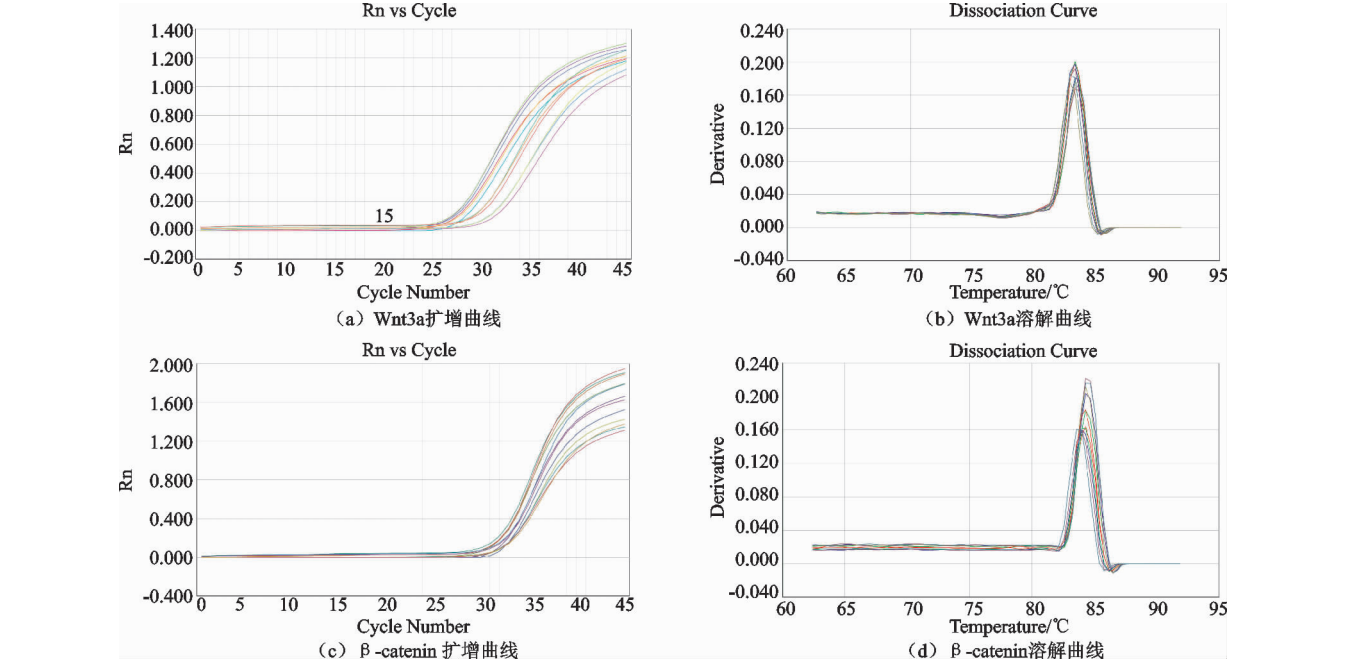 Rn vs Cycle
1.400
1.200
1.000
0.800
0.600
0.400
0.200
0.000
-0.200
Rn
15
0 5 10 15 20 25 30 35 40 45
Cycle Number
(a) Wnt3a扩增曲线
Dissociation Curve
0.240
0.200
0.160
0.120
0.080
0.040
0.000
-0.040
Derivative
60 65 70 75 80 85 90 95
Temperature/℃
(b) Wnt3a溶解曲线
Rn vs Cycle
2.000
1.600
1.200
0.800
0.400
0.000
-0.400
Rn
0 5 10 15 20 25 30 35 40 45
Cycle Number
(c) β-catenin 扩增曲线
Dissociation Curve
0.240
0.200
0.160
0.120
0.080
0.040
0.000
-0.040
Derivative
60 65 70 75 80 85 90 95
Temperature/℃
(d) β-catenin溶解曲线